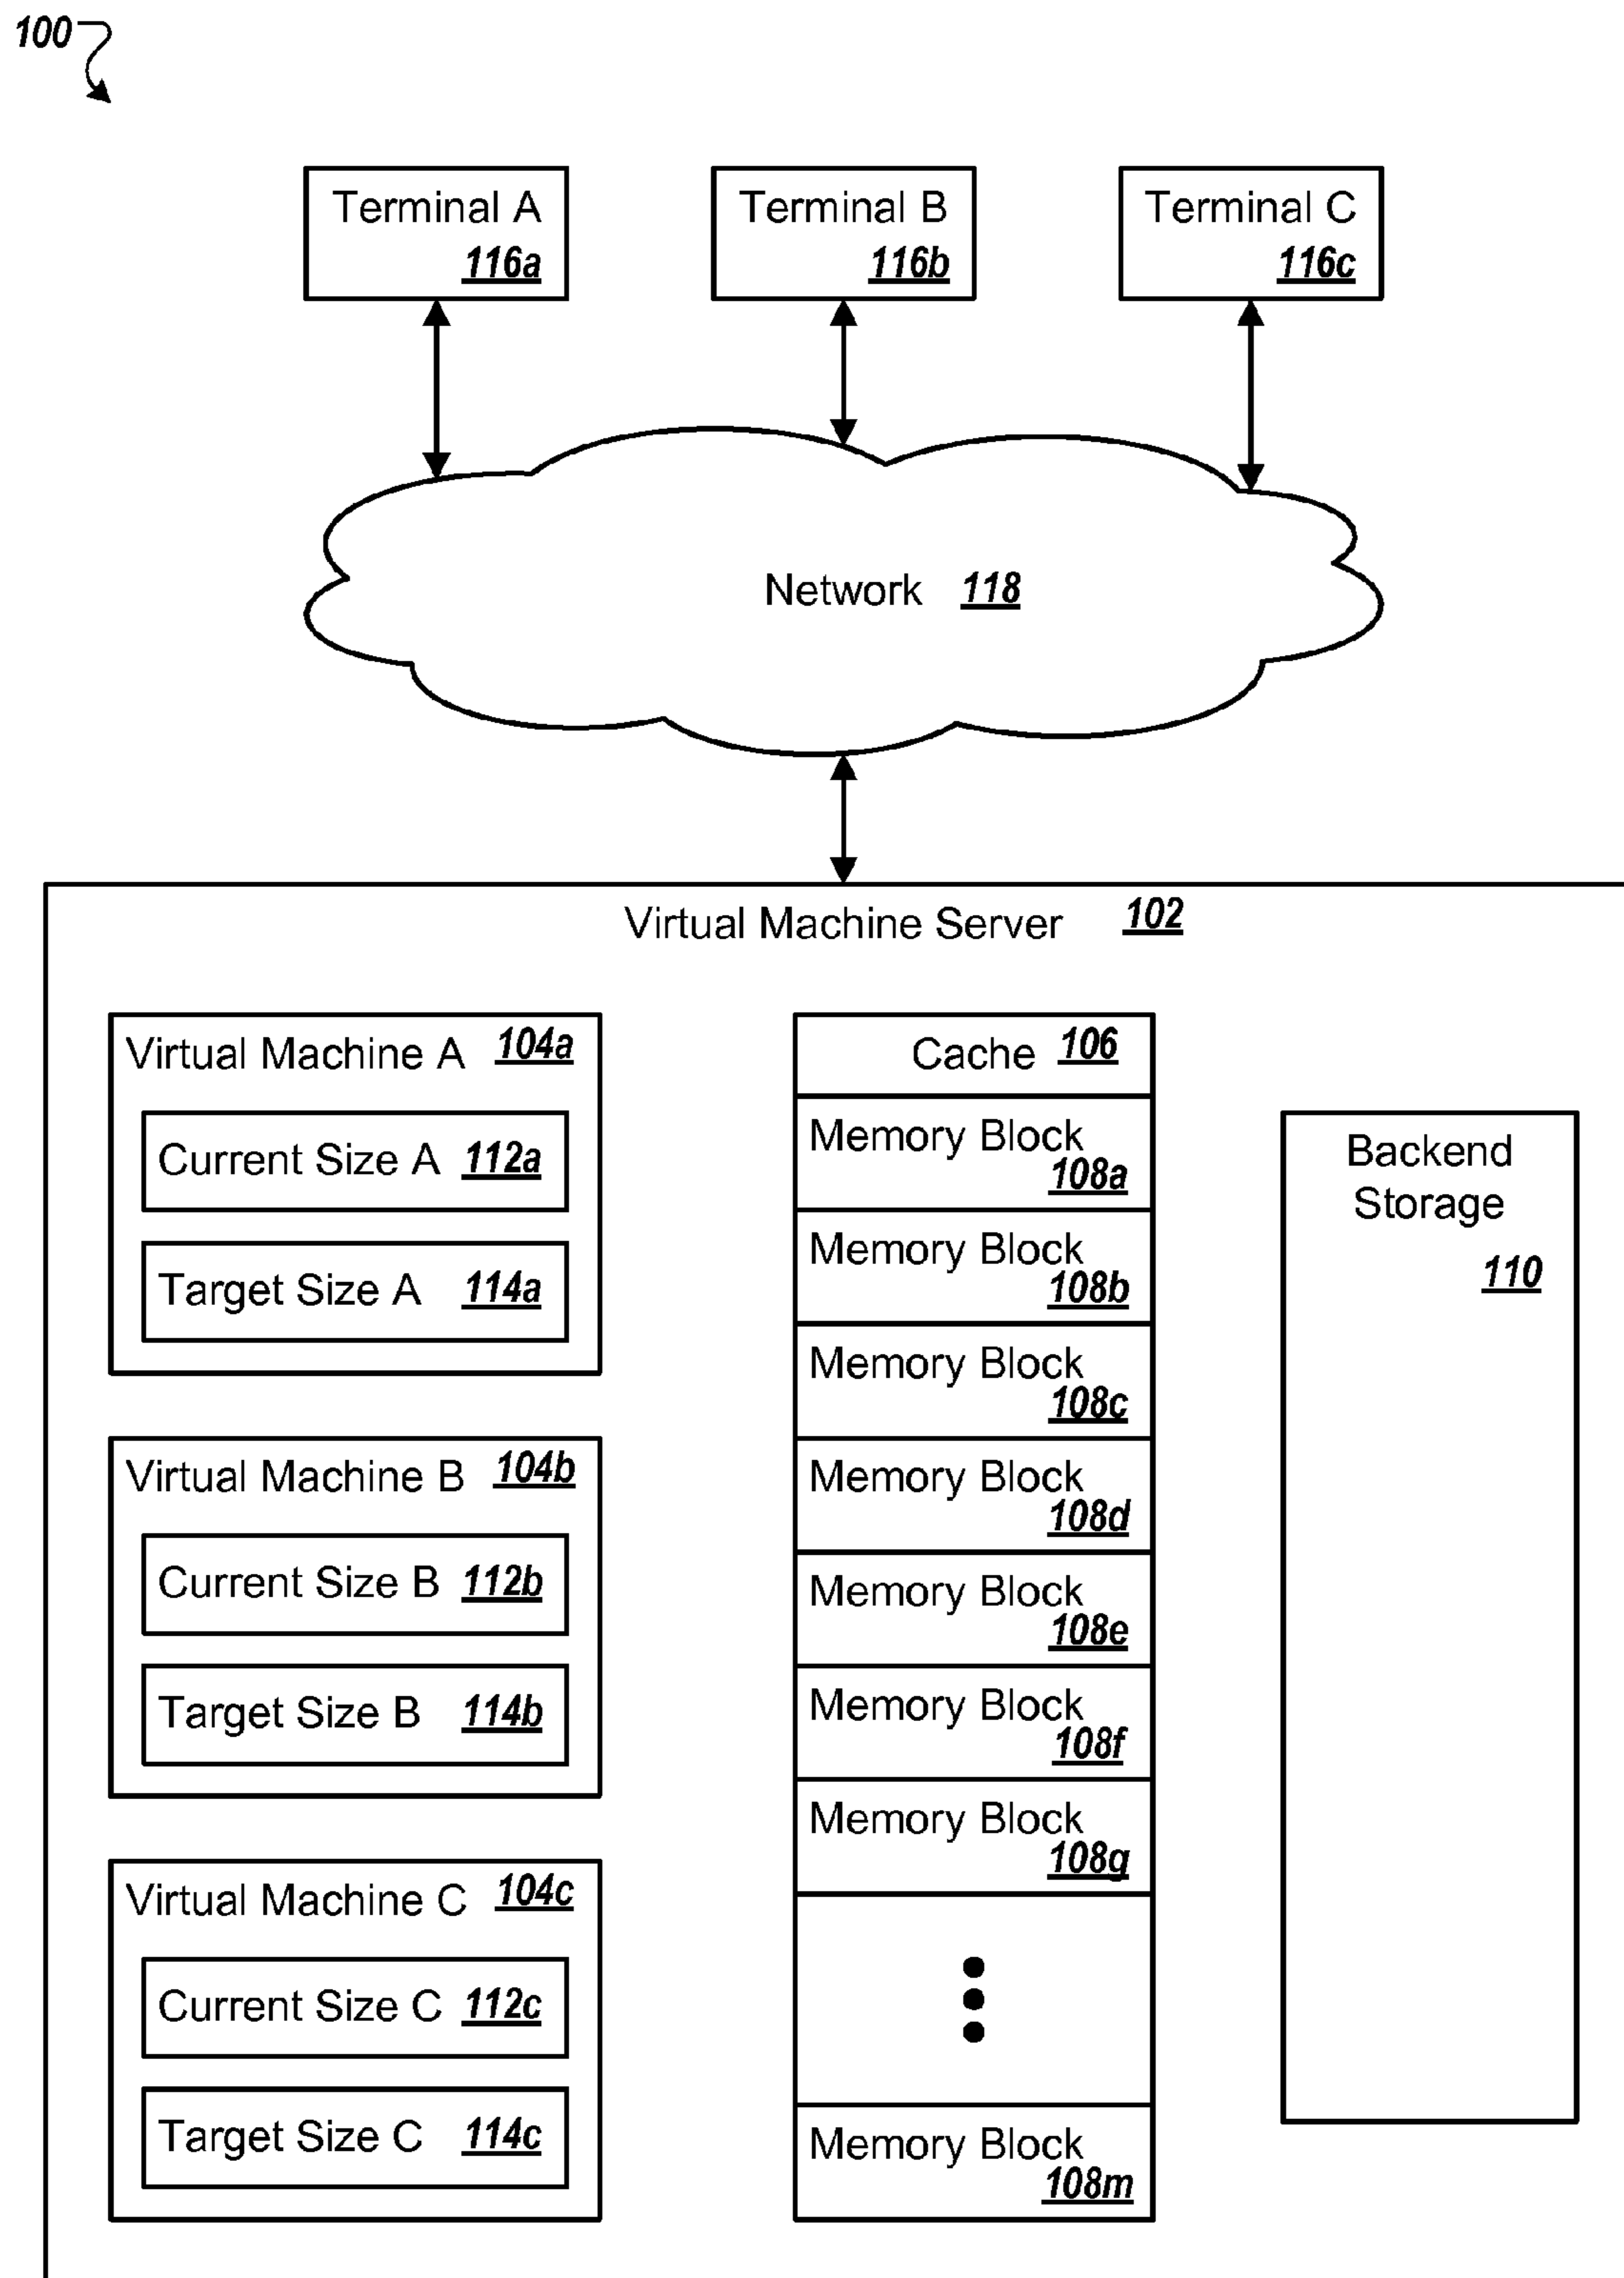 100
Terminal A
116a
Terminal B
116b
Terminal C
116c
Network 118
Virtual Machine Server 102
Virtual Machine A 104a
Current Size A 112a
Target Size A 114a
Virtual Machine B 104b
Current Size B 112b
Target Size B 114b
Virtual Machine C 104c
Current Size C 112c
Target Size C 114c
Cache 106
Memory Block
108a
Memory Block
108b
Memory Block
108c
Memory Block
108d
Memory Block
108e
Memory Block
108f
Memory Block
108g
Memory Block
108m
Backend
Storage
110